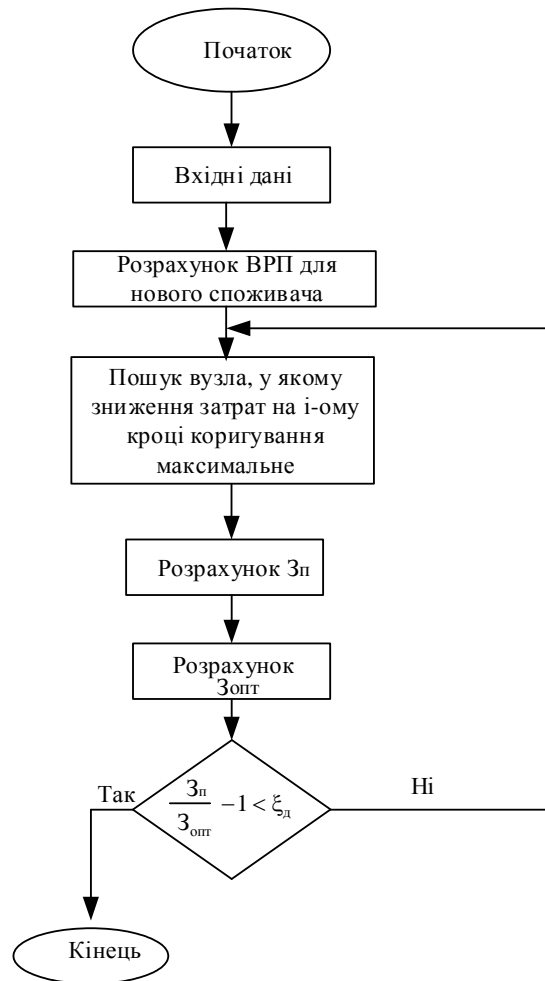 Початок
Вхідні дані
Розрахунок ВРП для
нового споживача
Пошук вузла, у якому
зниження затрат на і-ому
кроці коригування
максимальне
Розрахунок Зп
Розрахунок
Зопт
Так
Зп/Зопт −1 < ξд
Ні
Кінець